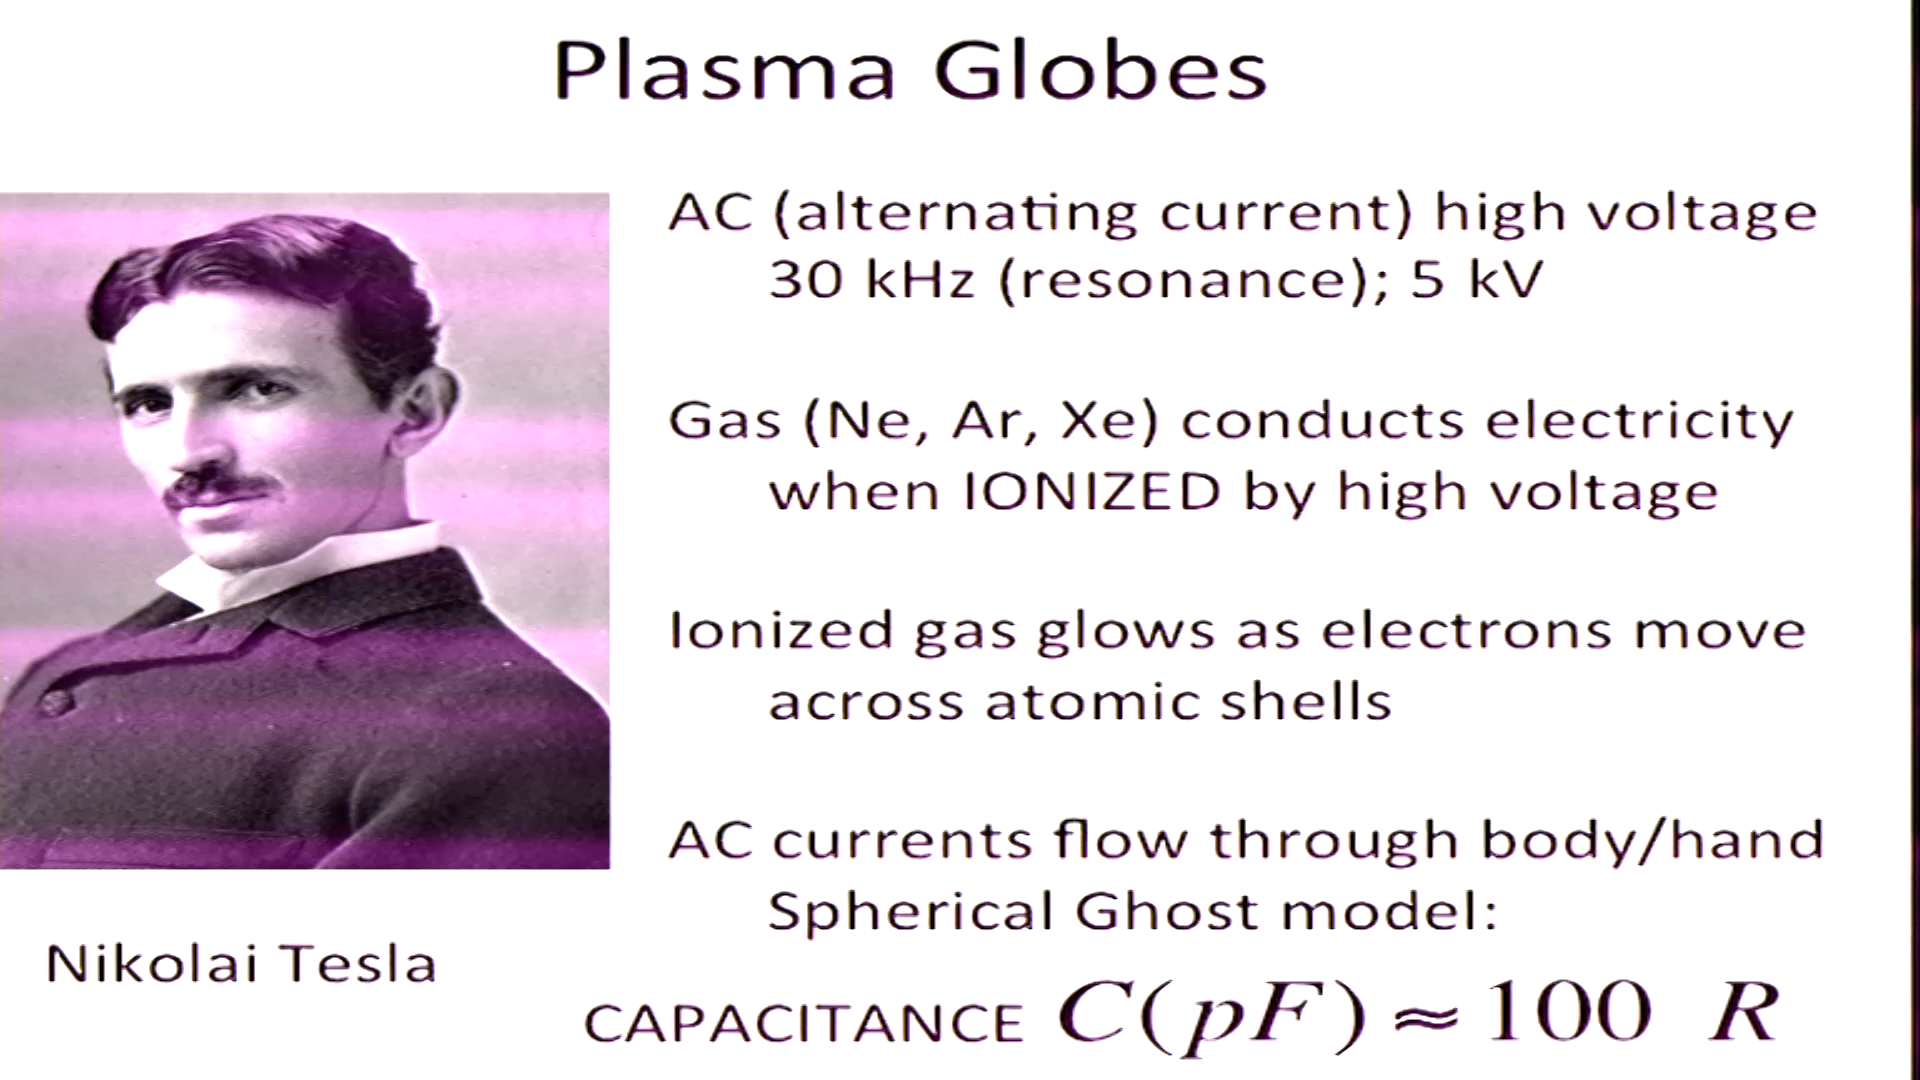 Plasma Globes
AC (alternating current) high voltage
30 kHz (resonance); 5 kV
Gas (Ne, Ar, Xe) conducts electricity
when IONIZED by high voltage
Ionized gas glows as electrons move
across atomic shells
AC currents flow through body/hand
Spherical Ghost model:
Nikolai Tesla
CAPACITANCE C(pF) ≈ 100 R